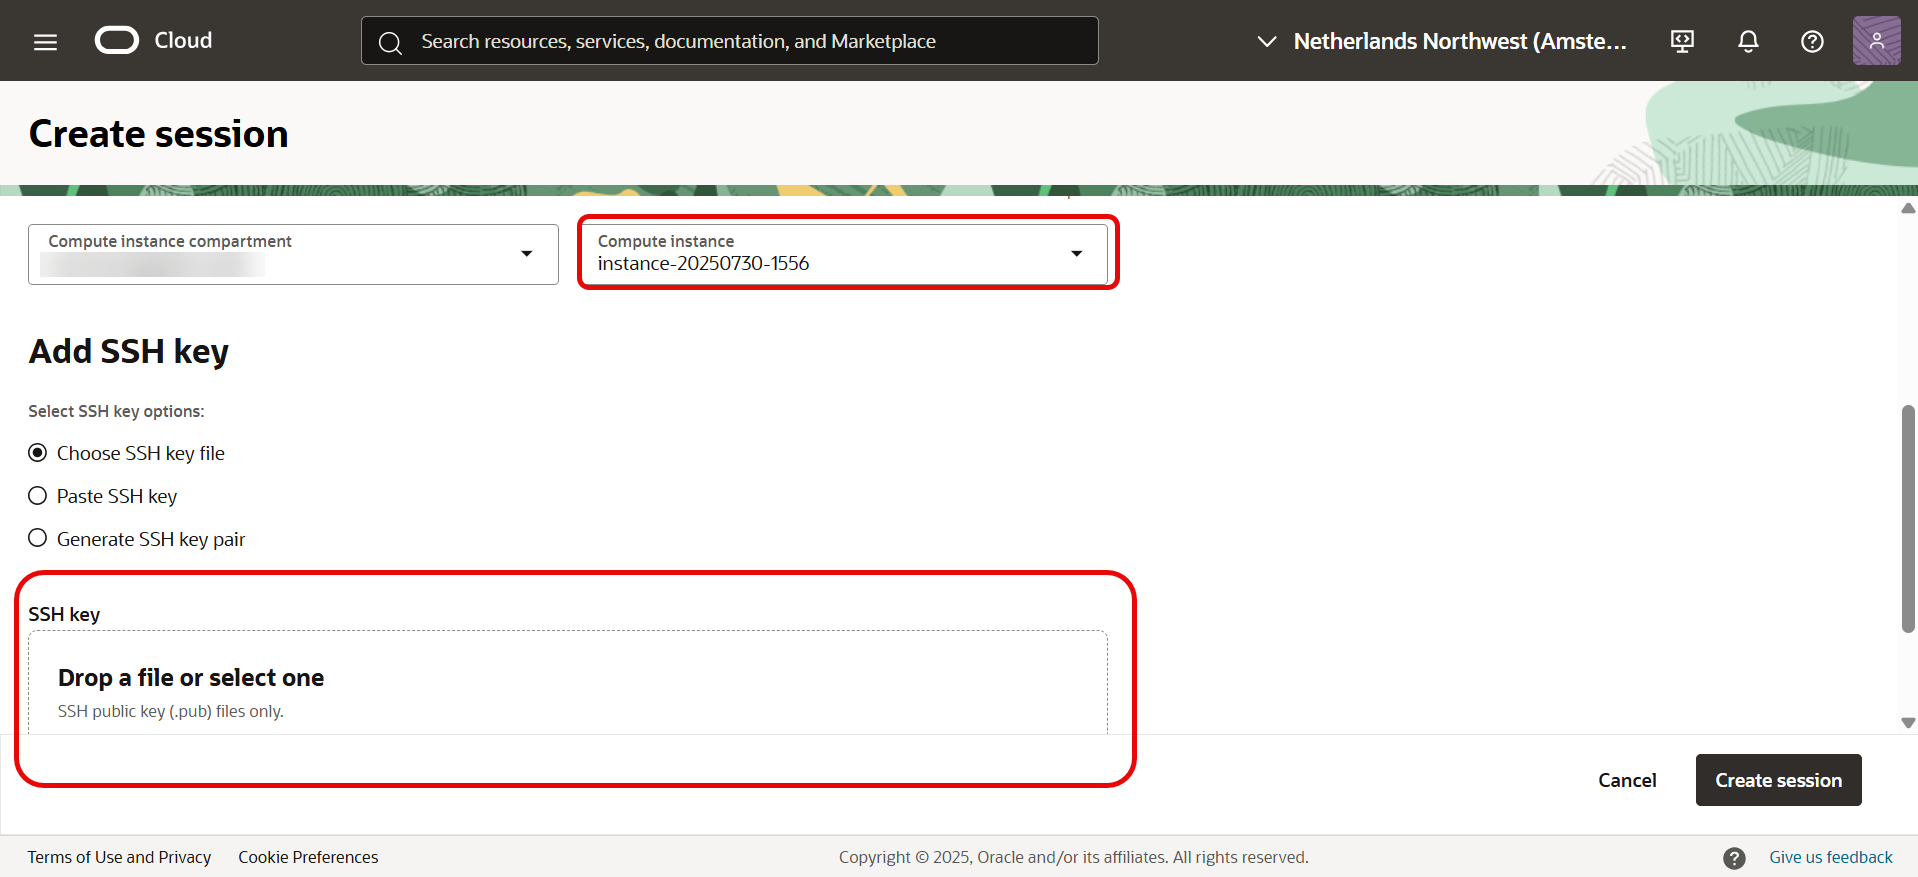 Cloud
Search resources, services, documentation, and Marketplace
Netherlands Northwest (Amste...
Create session
Compute instance compartment
Compute instance
instance-20250730-1556
Add SSH key
Select SSH key options:
Choose SSH key file
Paste SSH key
Generate SSH key pair
SSH key
Drop a file or select one
SSH public key (.pub) files only.
Cancel
Create session
Terms of Use and Privacy
Cookie Preferences
Copyright © 2025, Oracle and/or its affiliates. All rights reserved.
Give us feedback